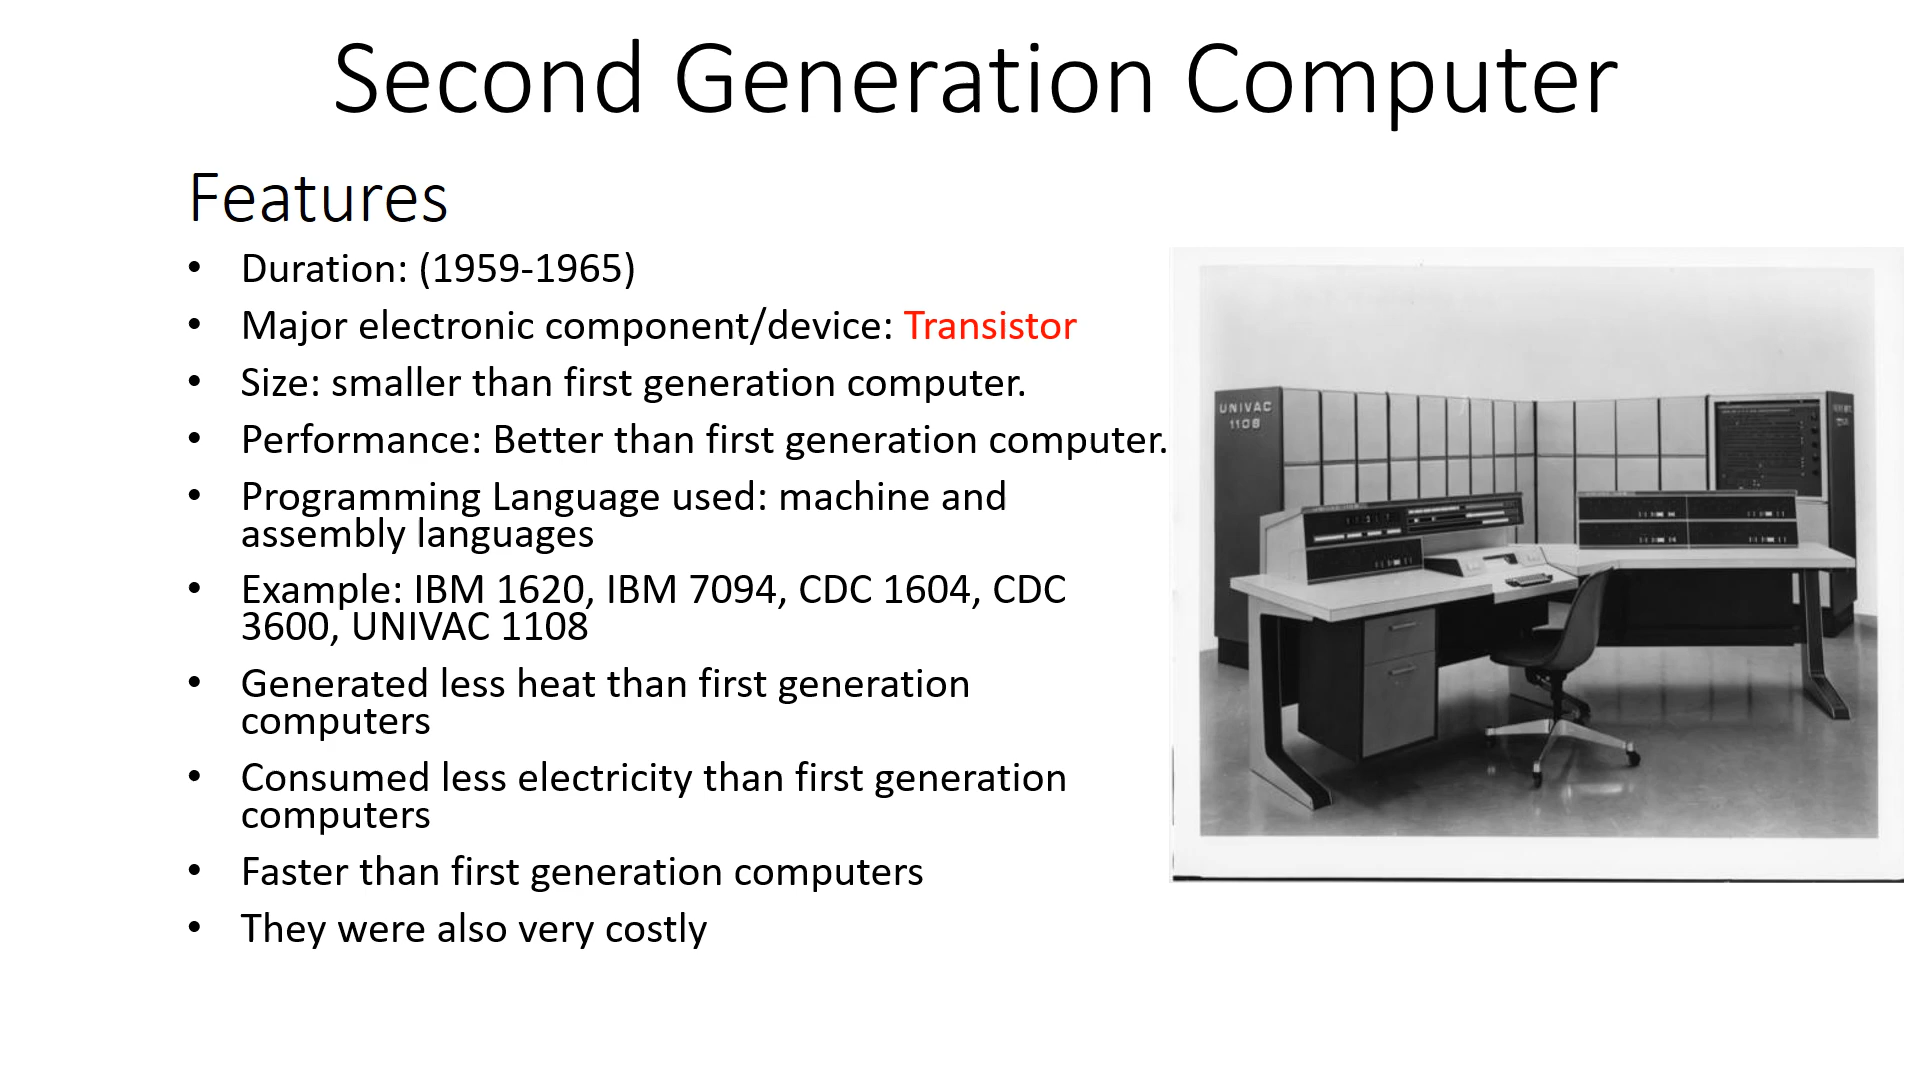 Second Generation Computer
Features
• Duration: (1959-1965)
• Major electronic component/device: Transistor
• Size: smaller than first generation computer.
• Performance: Better than first generation computer.
• Programming Language used: machine and
assembly languages
• Example: IBM 1620, IBM 7094, CDC 1604, CDC
3600, UNIVAC 1108
• Generated less heat than first generation
computers
• Consumed less electricity than first generation
computers
• Faster than first generation computers
• They were also very costly
UNIVAC
1108